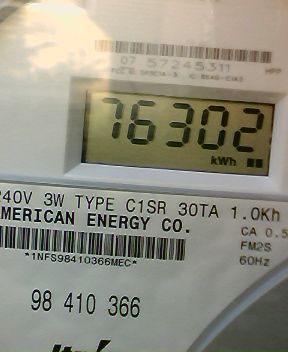 07 57245311
76302
kWh
240V 3W TYPE C1SR 30TA 1.0Kh
AMERICAN ENERGY CO.
CA 0.5
FM2S
60Hz
*1NFS98410366MEC*
98 410 366